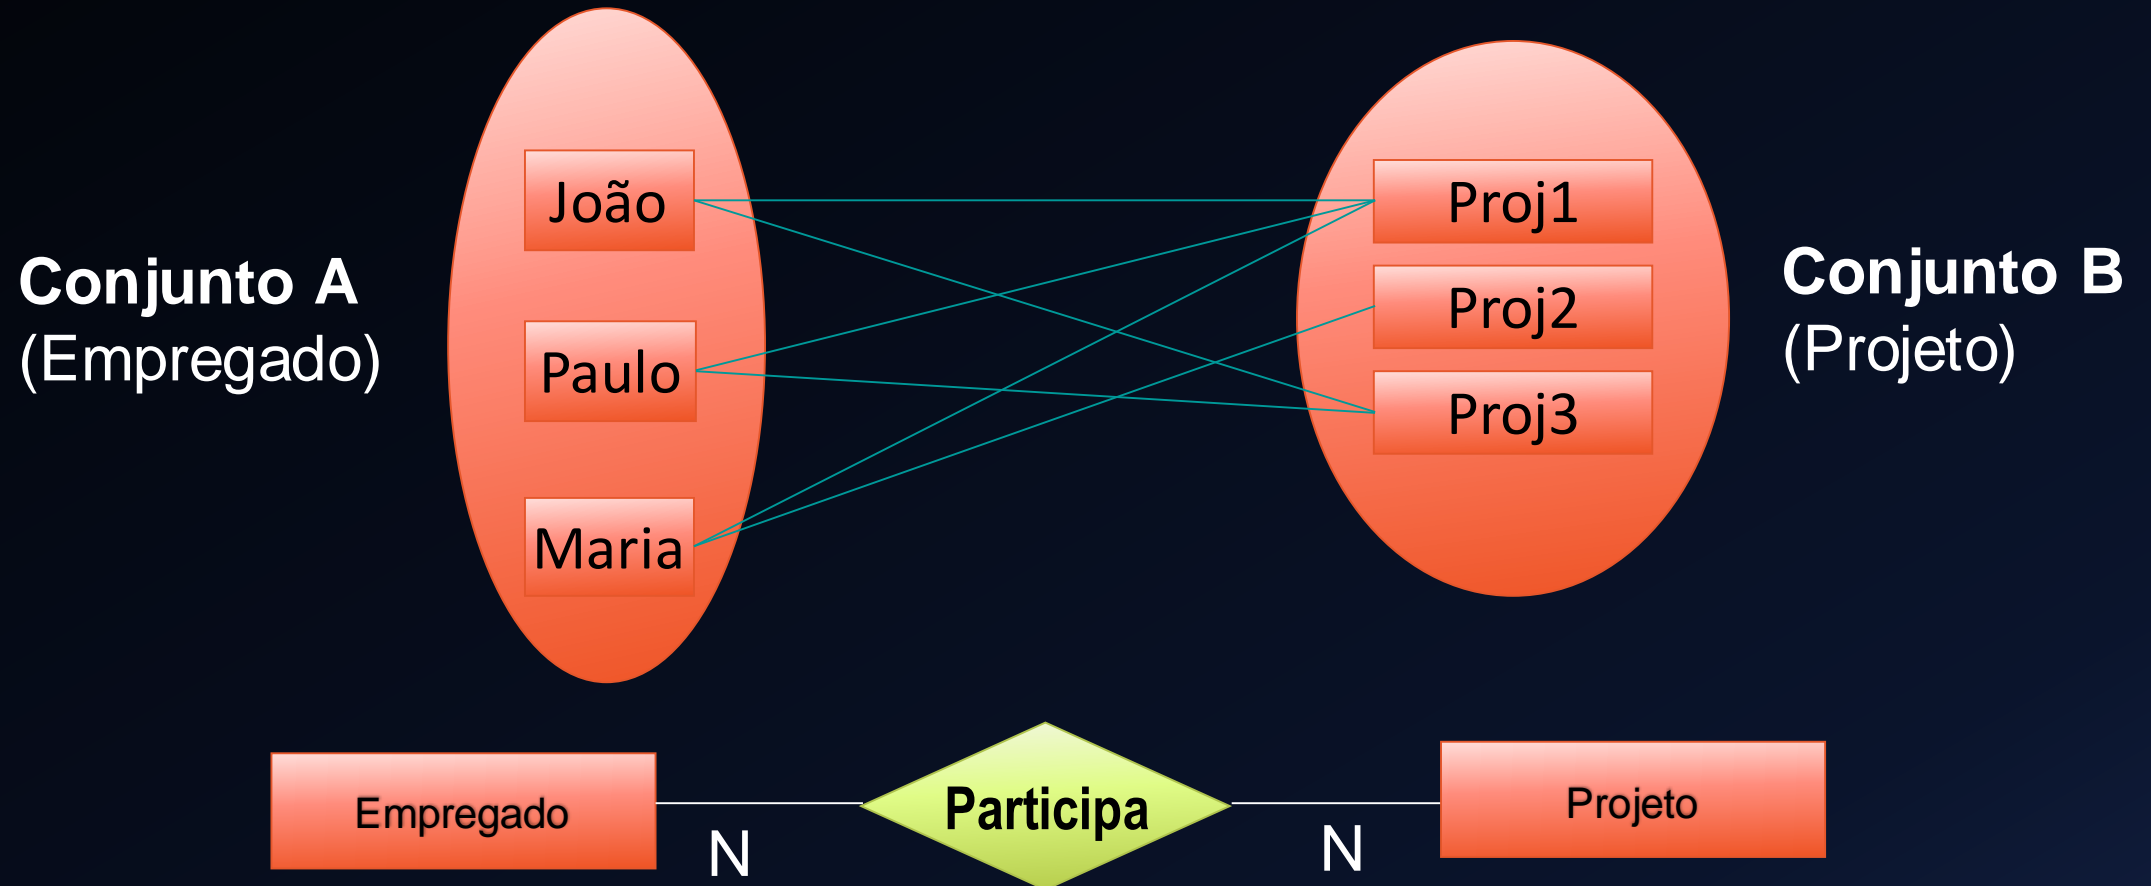 Conjunto A
(Empregado)
João
Paulo
Maria
Proj1
Proj2
Proj3
Conjunto B
(Projeto)
Empregado
N
Participa
N
Projeto